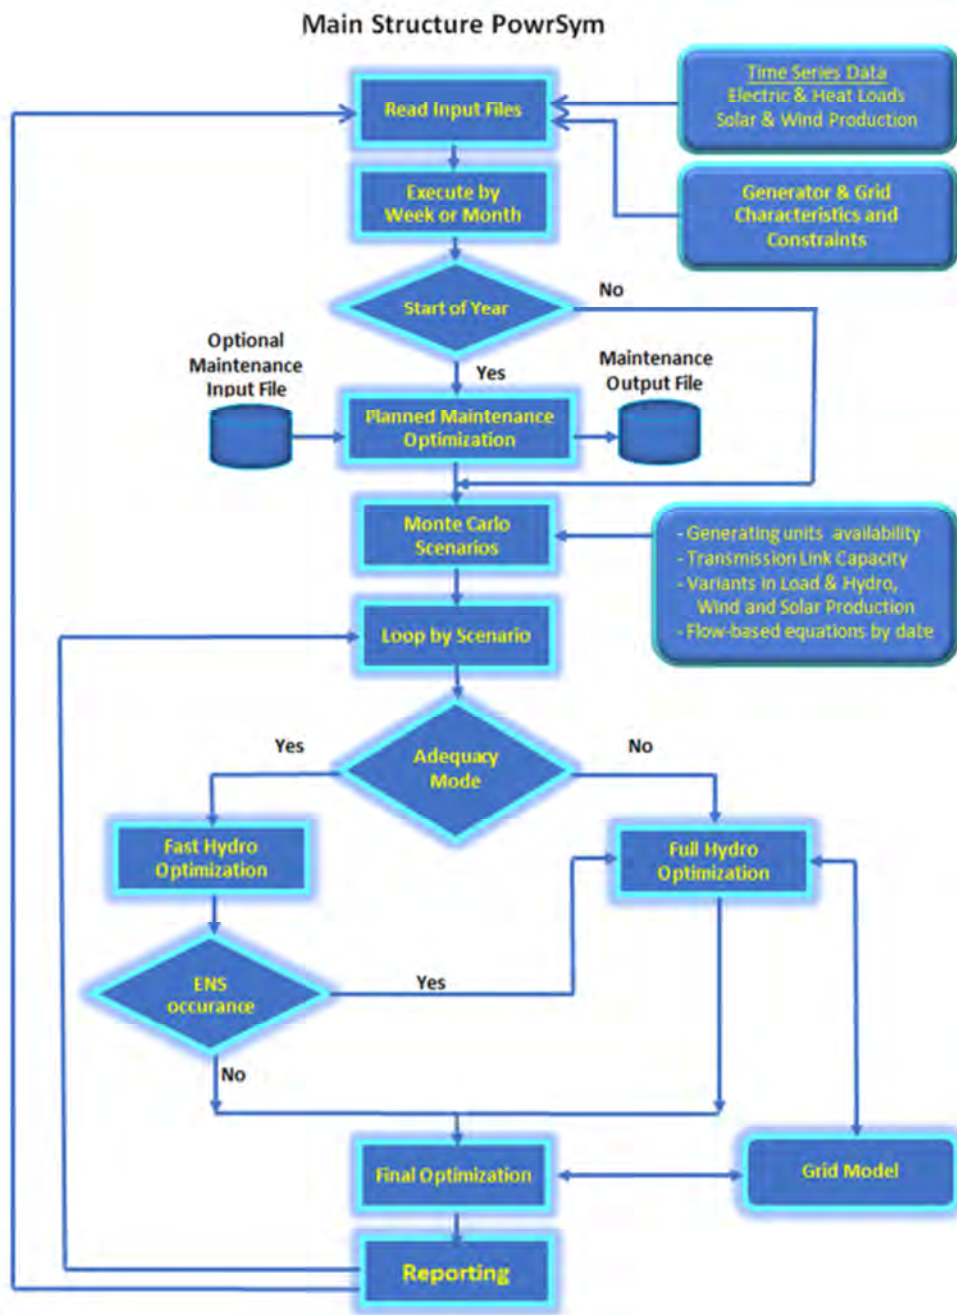 Main Structure PowrSym
Read Input Files
Time Series Data
Electric & Heat Loads
Solar & Wind Production
Execute by
Week or Month
Generator & Grid
Characteristics and
Constraints
Start of Year
No
Yes
Optional
Maintenance
Input File
Planned Maintenance
Optimization
Maintenance
Output File
Monte Carlo
Scenarios
- Generating units availability
- Transmission Link Capacity
- Variants in Load & Hydro,
Wind and Solar Production
- Flow-based equations by date
Loop by Scenario
Adequacy
Mode
Yes
No
Fast Hydro
Optimization
Full Hydro
Optimization
ENS
occurance
Yes
No
Final Optimization
Grid Model
Reporting